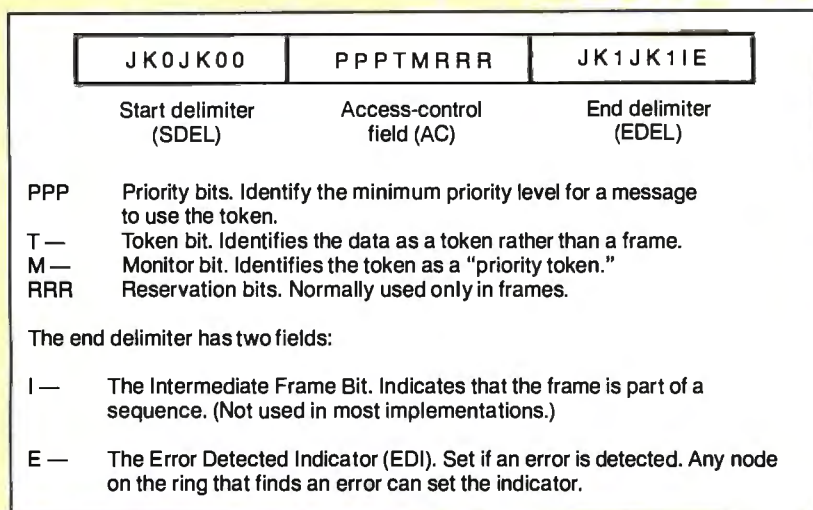 JK0JK00 PPPTMRRR JK1JK1IE
Start delimiter Access-control End delimiter
(SDEL) field (AC) (EDEL)
PPP Priority bits. Identify the minimum priority level for a message
to use the token.
T— Token bit. Identifies the data as a token rather than a frame.
M— Monitor bit. Identifies the token as a “priority token.”
RRR Reservation bits. Normally used only in frames.
The end delimiter has two fields:
I— The Intermediate Frame Bit. Indicates that the frame is part of a
sequence. (Not used in most implementations.)
E— The Error Detected Indicator (EDI). Set if an error is detected. Any node
on the ring that finds an error can set the indicator.